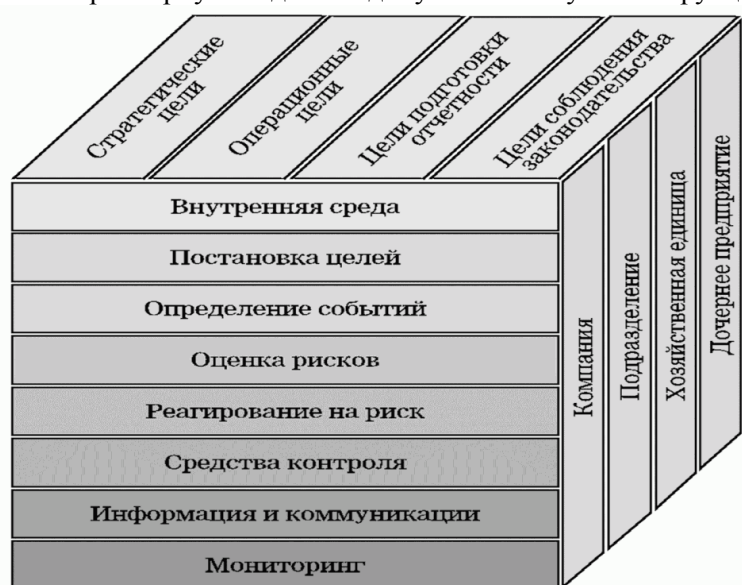 Стратегические
цели
Операционные
цели
Цели подготовки
отчетности
Цели соблюдения
законодательства
Внутренняя среда
Постановка целей
Определение событий
Оценка рисков
Реагирование на риск
Средства контроля
Информация и коммуникации
Мониторинг
Компания
Подразделение
Хозяйственная единица
Дочернее предприятие